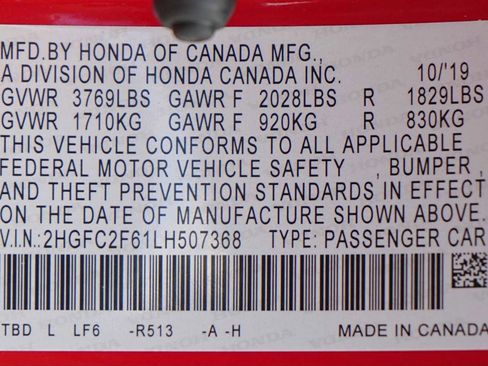 MFD.BY HONDA OF CANADA MFG.,
A DIVISION OF HONDA CANADA INC. 10/'19
GVWR 3769LBS GAWR F 2028LBS R 1829LBS
GVWR 1710KG GAWR F 920KG R 830KG
THIS VEHICLE CONFORMS TO ALL APPLICABLE
FEDERAL MOTOR VEHICLE SAFETY , BUMPER,
AND THEFT PREVENTION STANDARDS IN EFFECT
ON THE DATE OF MANUFACTURE SHOWN ABOVE.
V.I.N.: 2HGFC2F61LH507368 TYPE: PASSENGER CAR
TBD L LF6 -R513 -A -H MADE IN CANADA